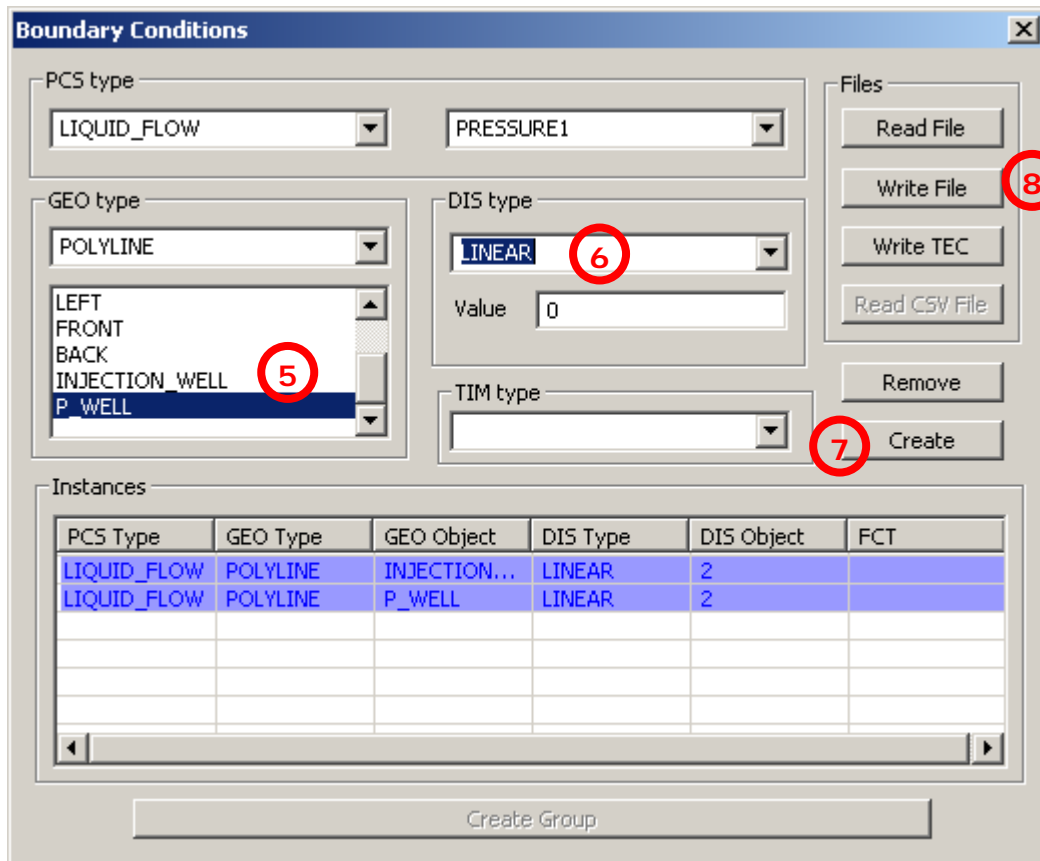 Boundary Conditions
PCS type
LIQUID_FLOW
PRESSURE1
Files
Read File
Write File
8
Write TEC
Read CSV File
GEO type
POLYLINE
LEFT
FRONT
BACK
INJECTION_WELL
5
P_WELL
DIS type
LINEAR
6
Value 0
TIM type
Remove
7
Create
Instances
PCS Type GEO Type GEO Object DIS Type DIS Object FCT
LIQUID_FLOW POLYLINE INJECTION... LINEAR 2
LIQUID_FLOW POLYLINE P_WELL LINEAR 2
Create Group